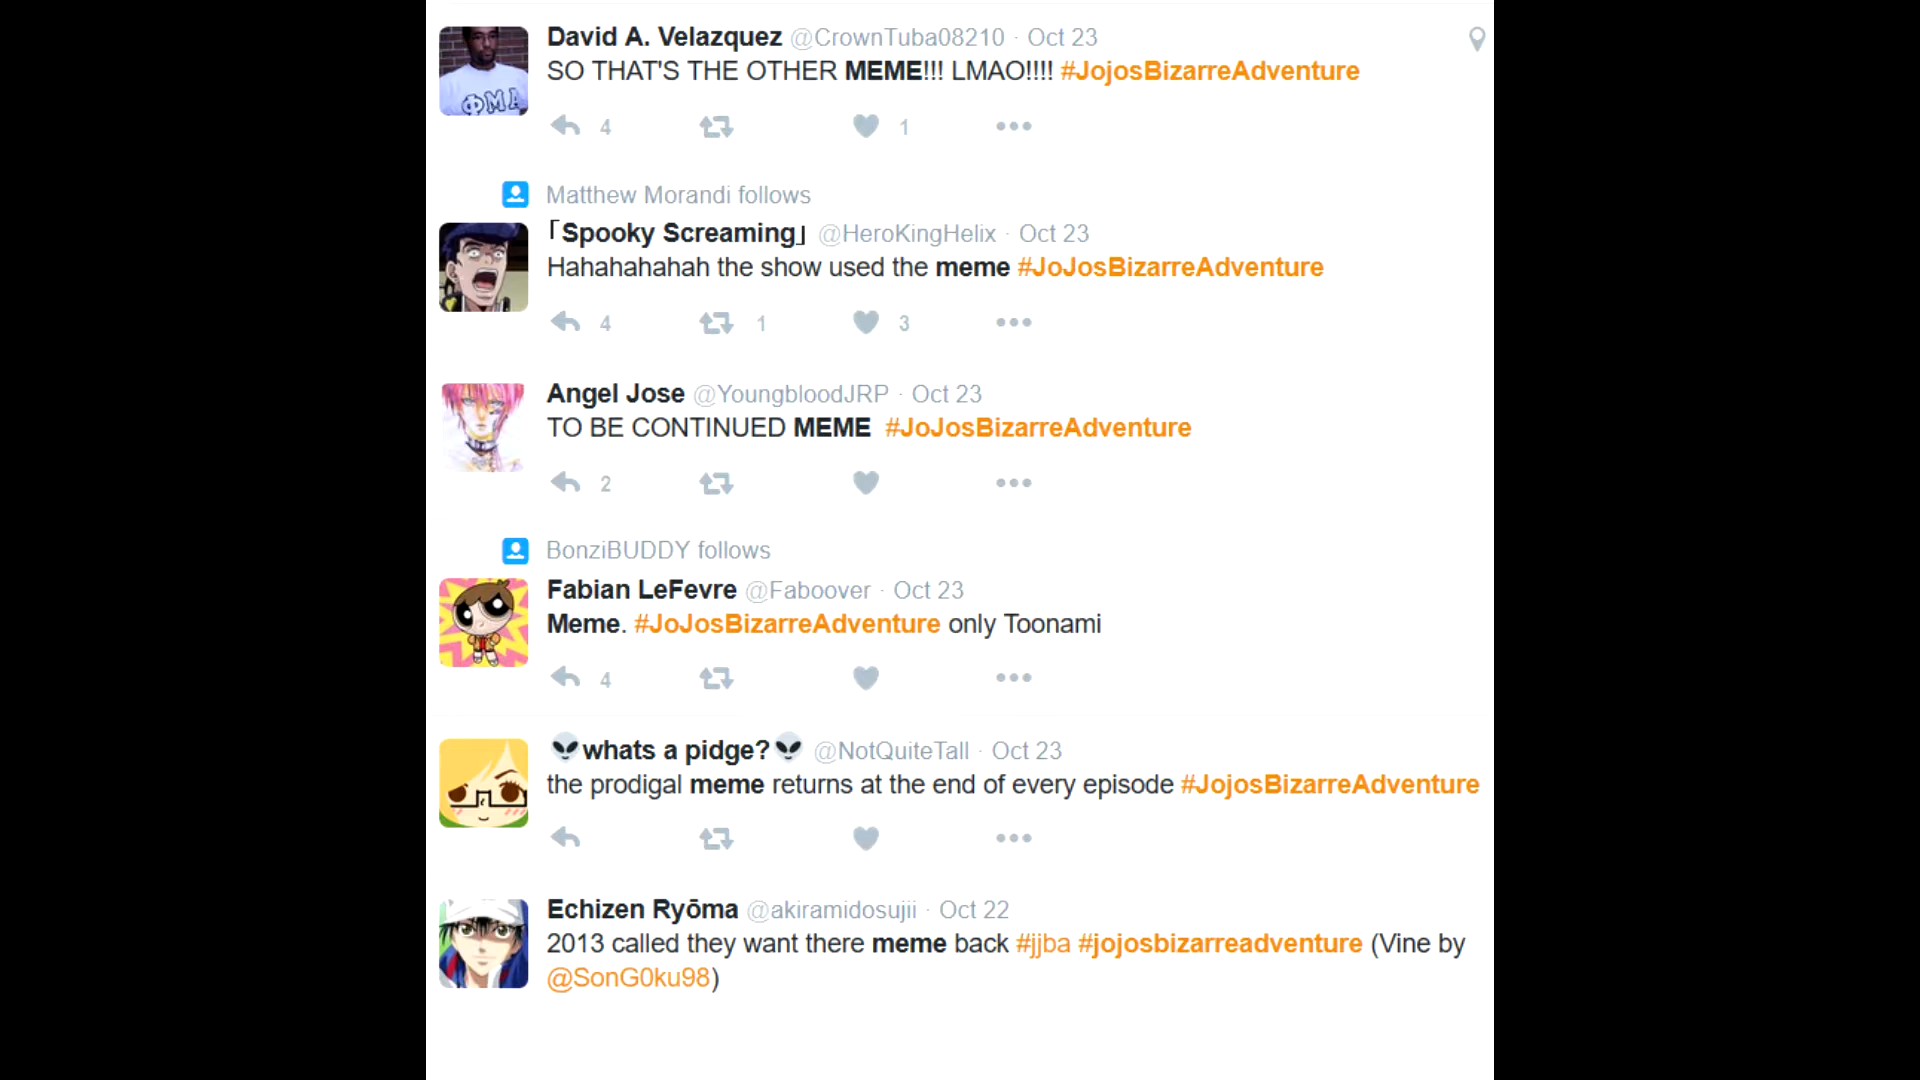 David A. Velazquez @CrownTuba08210 · Oct 23
SO THAT'S THE OTHER MEME!!! LMAO!!!! #JojosBizarreAdventure
4 1
Matthew Morandi follows
「Spooky Screaming」 @HeroKingHelix · Oct 23
Hahahahahah the show used the meme #JoJosBizarreAdventure
4 1 3
Angel Jose @YoungbloodJRP · Oct 23
TO BE CONTINUED MEME #JoJosBizarreAdventure
2
BonziBUDDY follows
Fabian LeFevre @Faboover · Oct 23
Meme. #JoJosBizarreAdventure only Toonami
4
👽whats a pidge?👽 @NotQuiteTall · Oct 23
the prodigal meme returns at the end of every episode #JojosBizarreAdventure
Echizen Ryōma @akiramidosujii · Oct 22
2013 called they want there meme back #jjba #jojosbizarreadventure (Vine by
@SonG0ku98)
ΦΜΑ